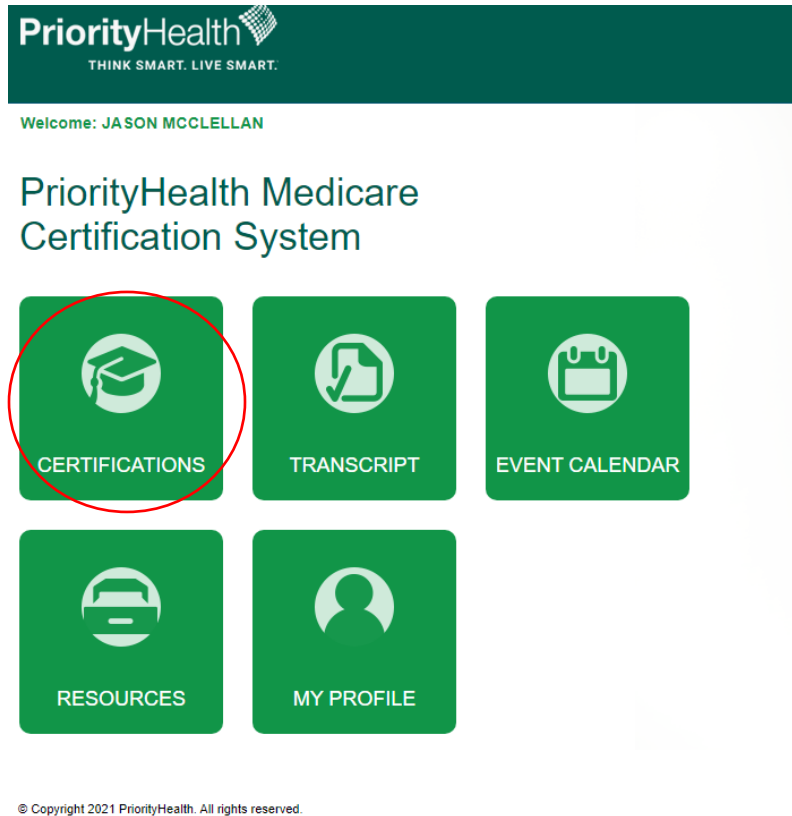 PriorityHealth
THINK SMART. LIVE SMART.
Welcome: JASON MCCLELLAN
PriorityHealth Medicare
Certification System
CERTIFICATIONS
TRANSCRIPT
EVENT CALENDAR
RESOURCES
MY PROFILE
© Copyright 2021 PriorityHealth. All rights reserved.